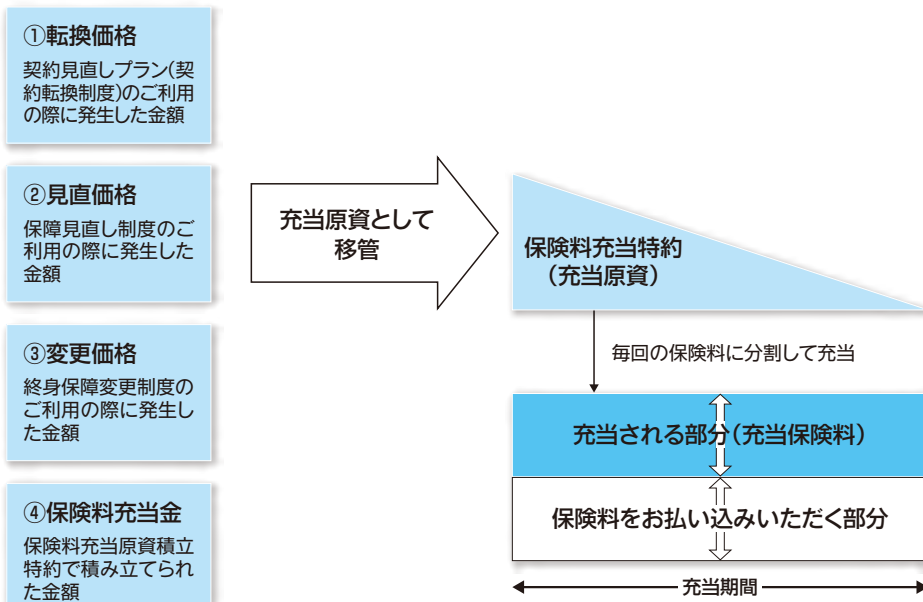 ①転換価格
契約見直しプラン(契
約転換制度)のご利用
の際に発生した金額
②見直価格
保障見直し制度のご
利用の際に発生した
金額
③変更価格
終身保障変更制度の
ご利用の際に発生し
た金額
④保険料充当金
保険料充当原資積立
特約で積み立てられ
た金額
充当原資として
移管
保険料充当特約
(充当原資)
毎回の保険料に分割して充当
充当される部分(充当保険料)
保険料をお払い込みいただく部分
充当期間